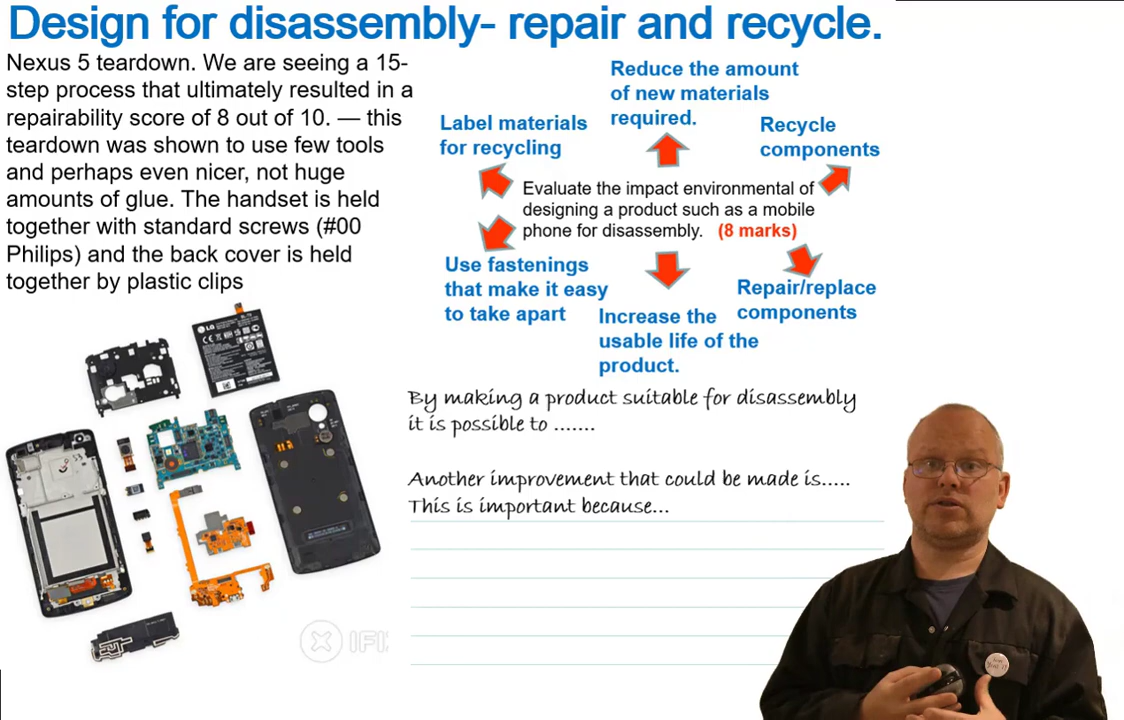 Design for disassembly- repair and recycle.
Nexus 5 teardown. We are seeing a 15-
step process that ultimately resulted in a
repairability score of 8 out of 10. — this
teardown was shown to use few tools
and perhaps even nicer, not huge
amounts of glue. The handset is held
together with standard screws (#00
Philips) and the back cover is held
together by plastic clips
Reduce the amount
of new materials
required.
Label materials
for recycling
Recycle
components
Evaluate the impact environmental of
designing a product such as a mobile
phone for disassembly. (8 marks)
Use fastenings
that make it easy
to take apart
Increase the
usable life of the
product.
Repair/replace
components
By making a product suitable for disassembly
it is possible to .......
Another improvement that could be made is.....
This is important because...
LG
IFI